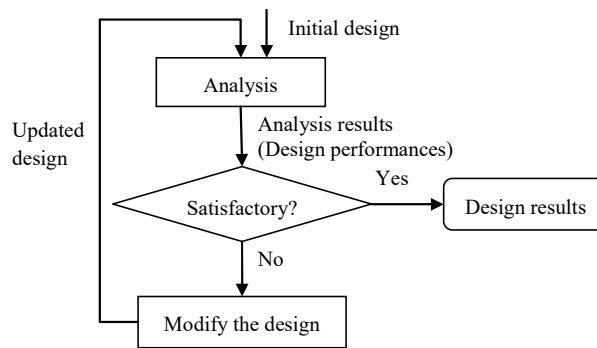 Initial design
Analysis
Analysis results
(Design performances)
Updated
design
Satisfactory?
Yes
Design results
No
Modify the design